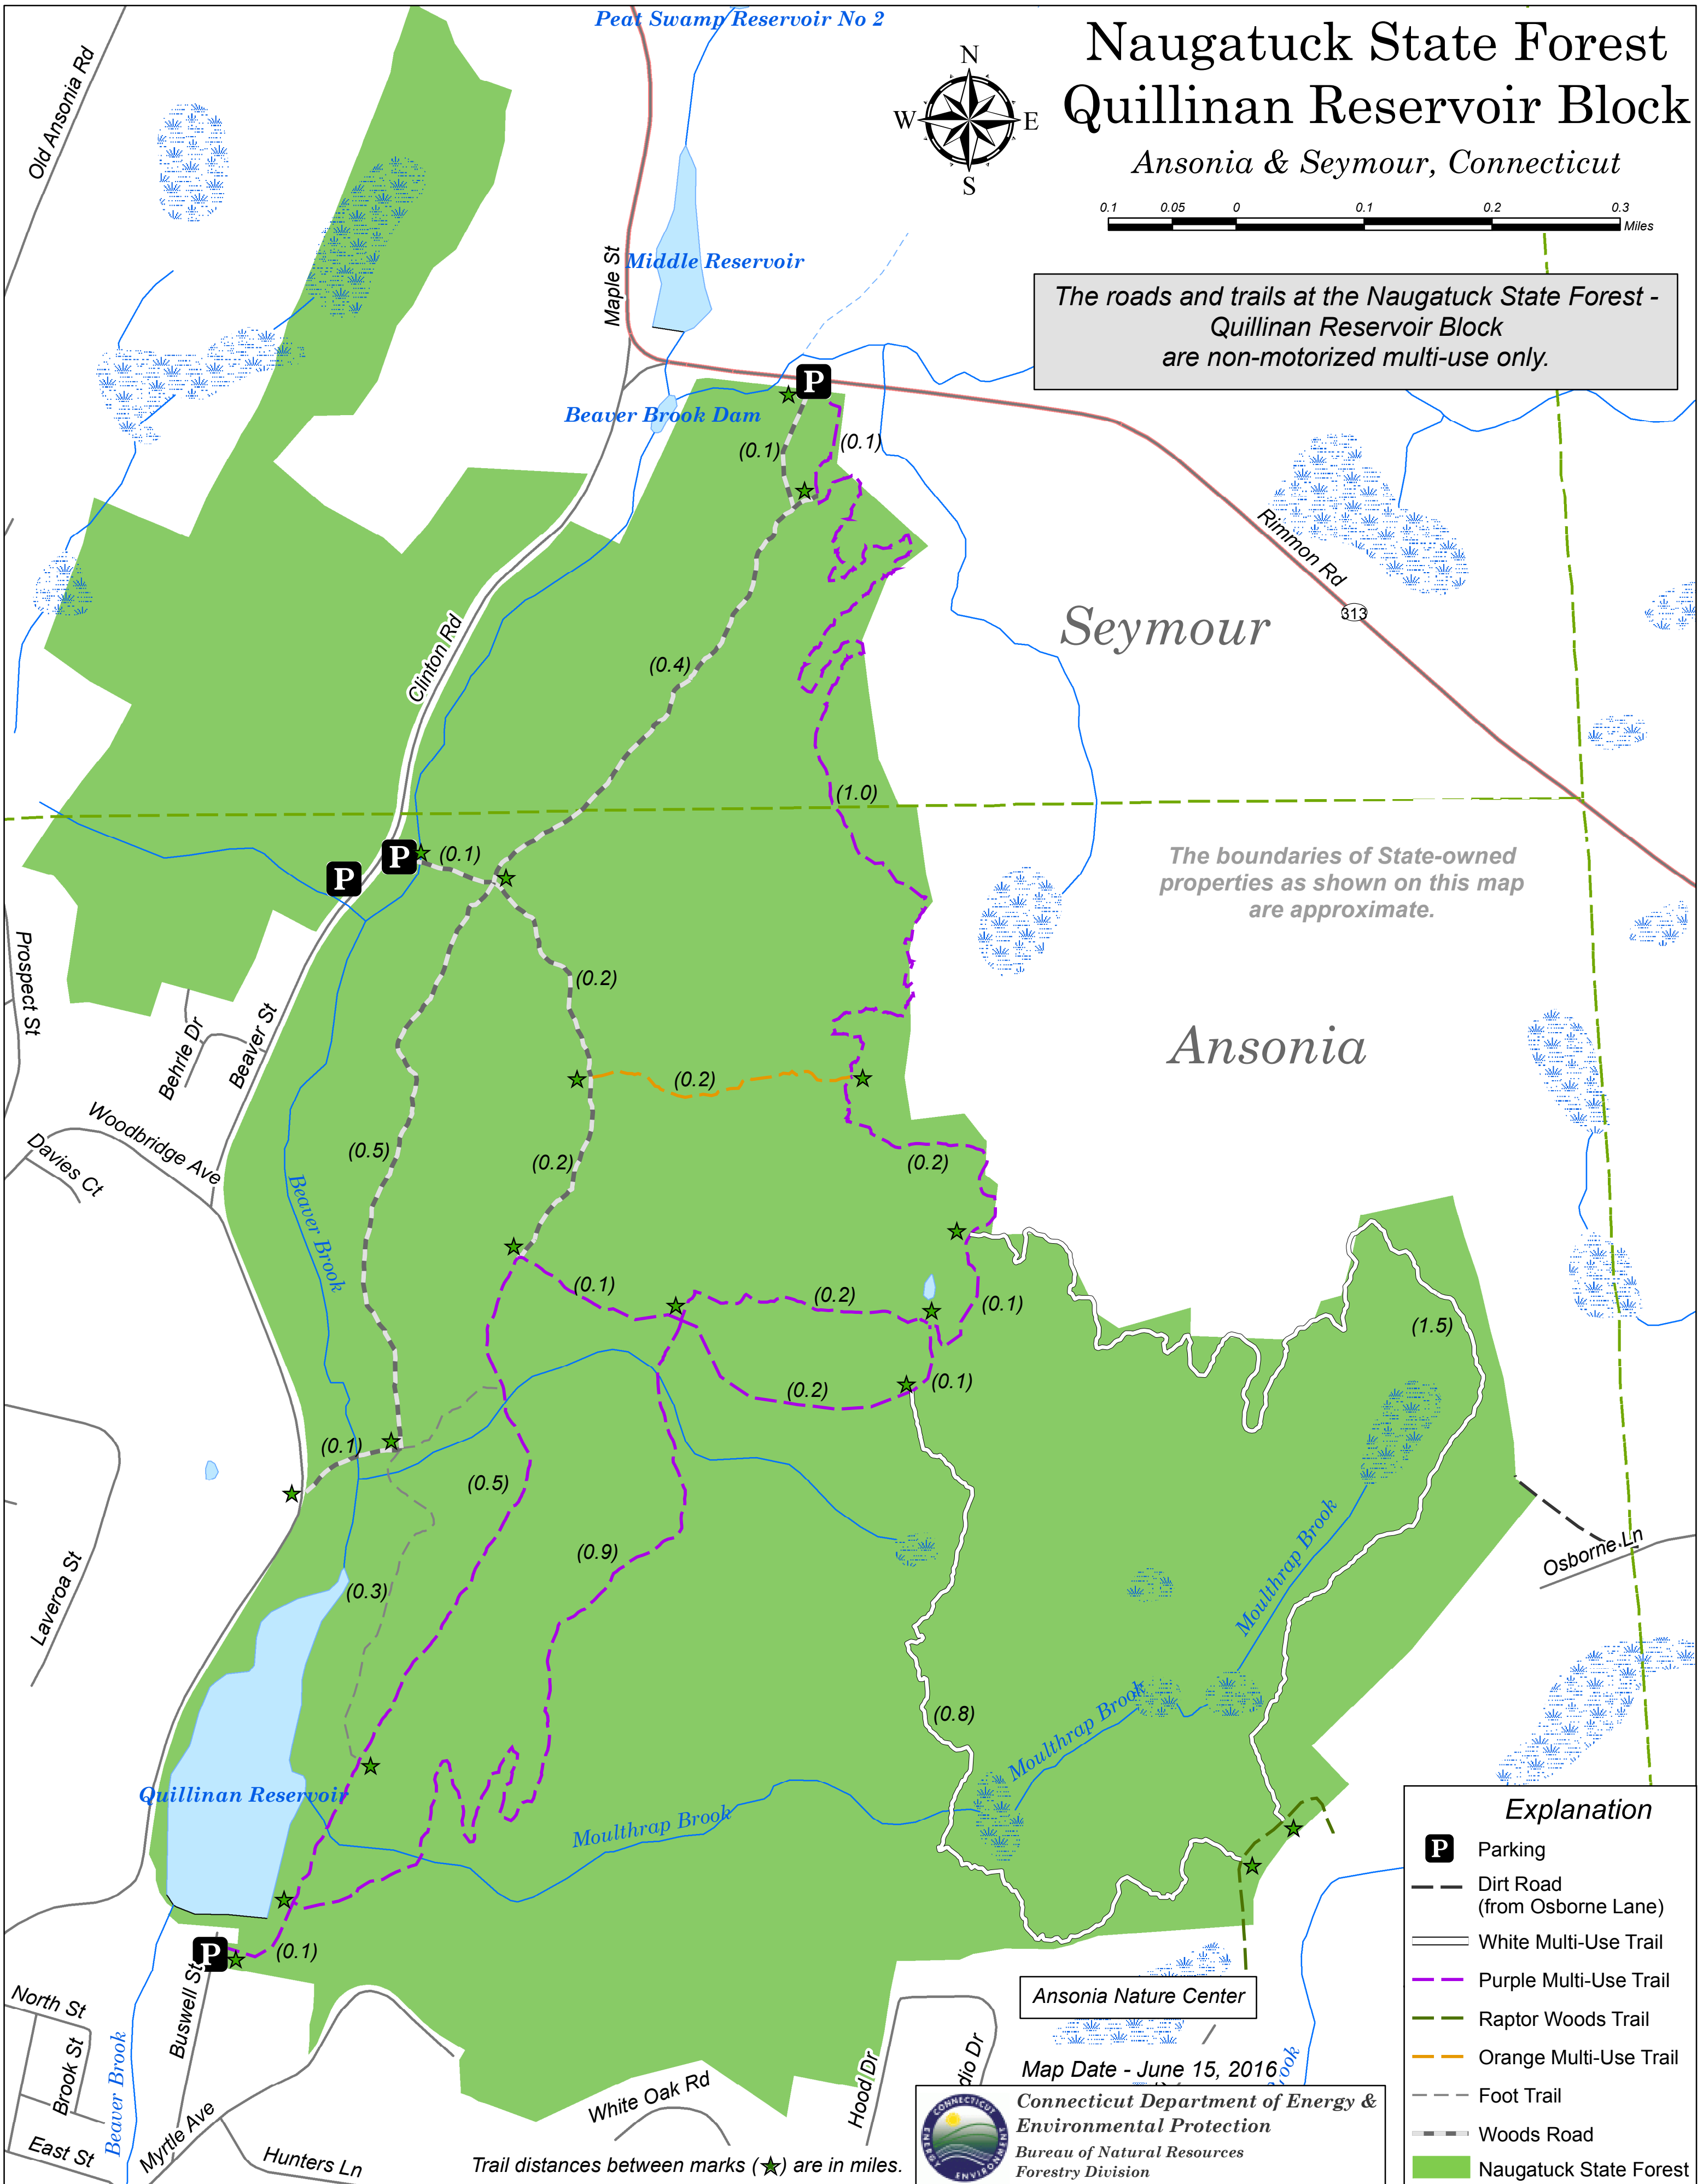 Peat Swamp Reservoir No 2
Naugatuck State Forest
Quillinan Reservoir Block
Ansonia & Seymour, Connecticut
N
W
E
S
0.1 0.05 0 0.1 0.2 0.3
Miles
The roads and trails at the Naugatuck State Forest -
Quillinan Reservoir Block
are non-motorized multi-use only.
Old Ansonia Rd
Maple St
Middle Reservoir
P
Beaver Brook Dam
(0.1)
(0.1)
Rimmon Rd
313
Seymour
Clinton Rd
(0.4)
(1.0)
The boundaries of State-owned
properties as shown on this map
are approximate.
P
P
(0.1)
Prospect St
(0.2)
Behrle Dr
Beaver St
Ansonia
(0.2)
Woodbridge Ave
Davies Ct
(0.5)
(0.2)
(0.2)
Beaver Brook
(0.1)
(0.2)
(0.1)
(1.5)
(0.2)
(0.1)
(0.1)
(0.5)
(0.9)
Moulthrap Brook
Osborne Ln
Laveroa St
(0.3)
(0.8)
Moulthrap Brook
Quillinan Reservoir
Moulthrap Brook
P
(0.1)
Buswell St
North St
Brook St
Beaver Brook
East St
Myrtle Ave
Hunters Ln
White Oak Rd
Hood Dr
dio Dr
Ansonia Nature Center
Map Date - June 15, 2016
Trail distances between marks ( ) are in miles.
CONNECTICUT
Connecticut Department of Energy &
Environmental Protection
Bureau of Natural Resources
Forestry Division
Explanation
P Parking
Dirt Road
(from Osborne Lane)
White Multi-Use Trail
Purple Multi-Use Trail
Raptor Woods Trail
Orange Multi-Use Trail
Foot Trail
Woods Road
Naugatuck State Forest